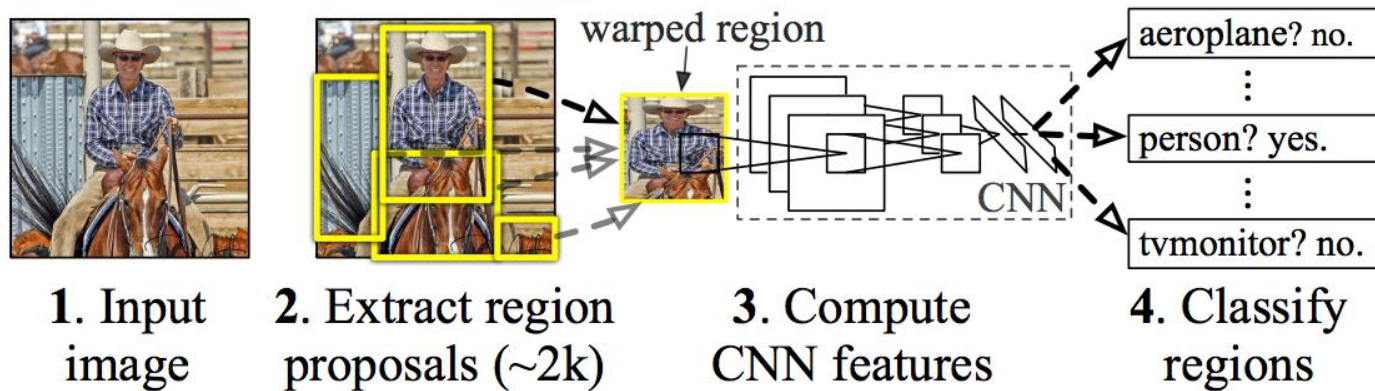 warped region
aeroplane? no.
person? yes.
CNN
tvmonitor? no.
1. Input
image
2. Extract region
proposals (~2k)
3. Compute
CNN features
4. Classify
regions